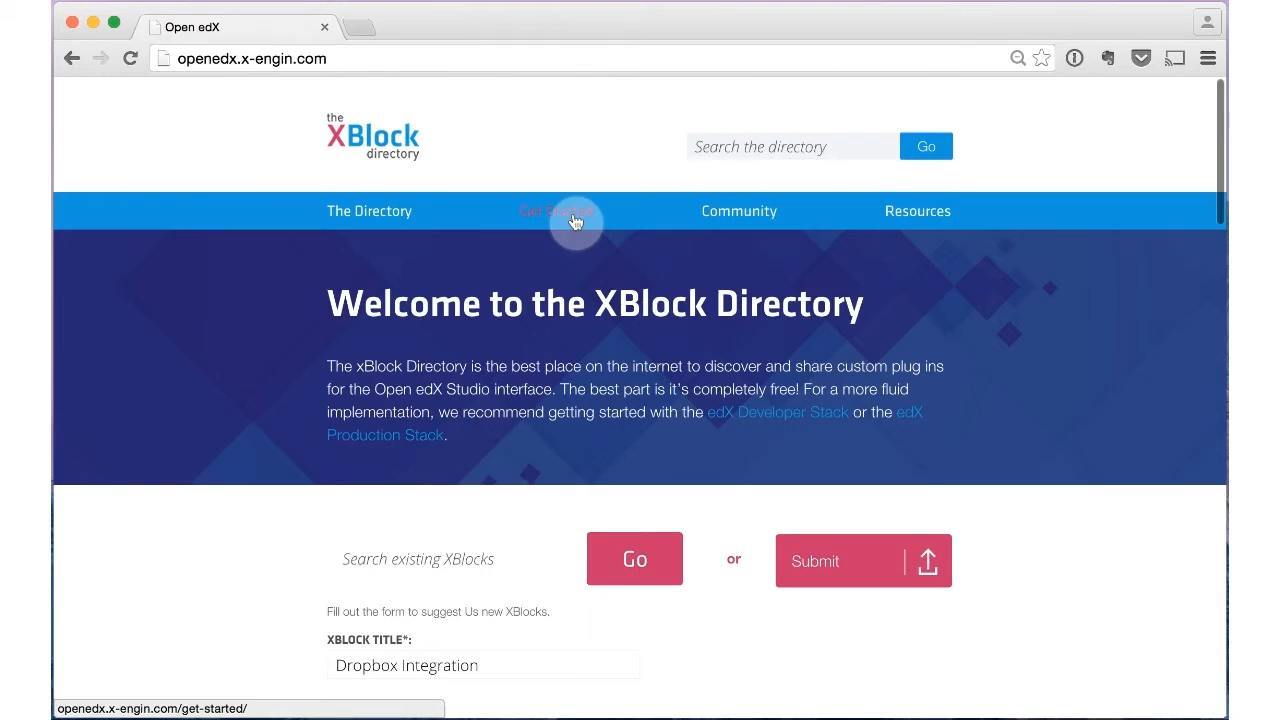 Open edX
openedx.x-engin.com
the
XBlock
directory
Search the directory
Go
The Directory
Get Started
Community
Resources
Welcome to the XBlock Directory
The xBlock Directory is the best place on the internet to discover and share custom plug ins
for the Open edX Studio interface. The best part is it's completely free! For a more fluid
implementation, we recommend getting started with the edX Developer Stack or the edX
Production Stack.
Search existing XBlocks
Go
or
Submit
Fill out the form to suggest Us new XBlocks.
XBLOCK TITLE*:
Dropbox Integration
openedx.x-engin.com/get-started/